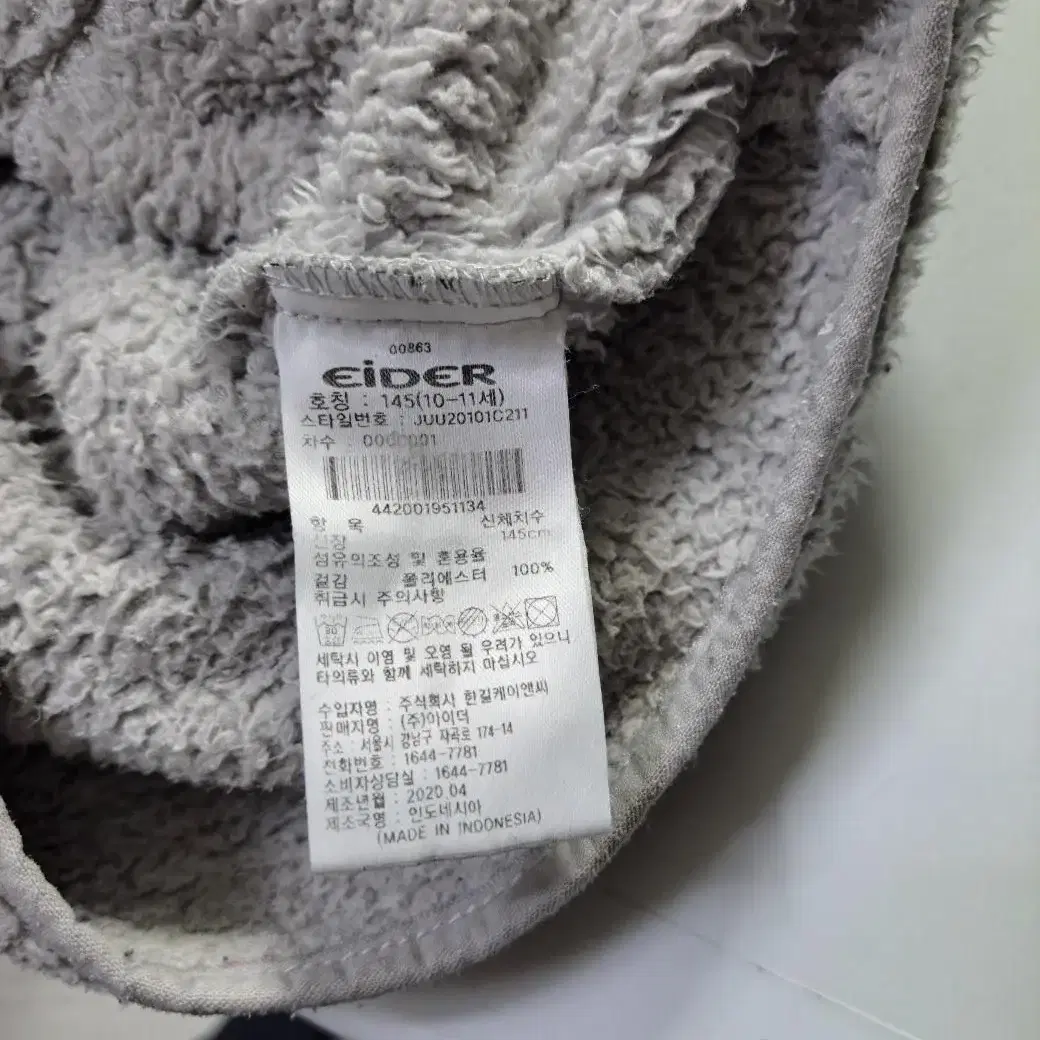 00863
EiDER
호칭 : 145(10-11세)
스타일번호 : JUU20101C211
차수 : 0000001
442001951134
항 목 신체치수
신장 145cm
섬유의조성 및 혼용율
겉감 폴리에스터 100%
취급시 주의사항
세탁시 이염 및 오염 될 우려가 있으니
타의류와 함께 세탁하지 마십시오
수입자명 : 주식회사 한길케이앤씨
판매자명 : (주)아이더
주소 : 서울시 강남구 자곡로 174-14
전화번호 : 1644-7781
소비자상담실 : 1644-7781
제조년월 : 2020.04
제조국명 : 인도네시아
(MADE IN INDONESIA)